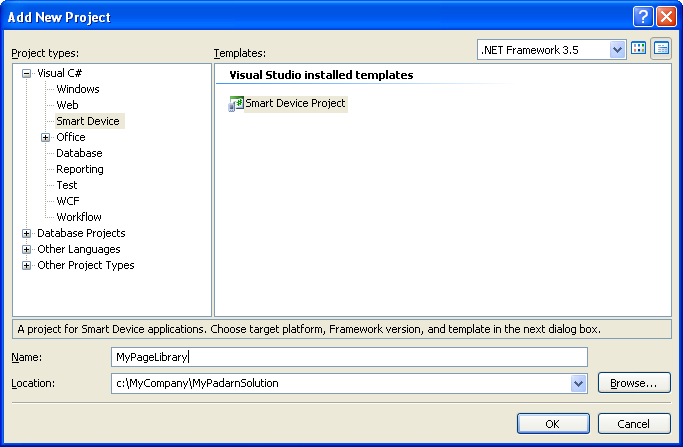 Add New Project
Project types:
Templates:
.NET Framework 3.5
Visual C#
Windows
Web
Smart Device
Office
Database
Reporting
Test
WCF
Workflow
Database Projects
Other Languages
Other Project Types
Visual Studio installed templates
Smart Device Project
A project for Smart Device applications. Choose target platform, Framework version, and template in the next dialog box.
Name:
MyPageLibrary
Location:
c:\MyCompany\MyPadarnSolution
Browse...
OK
Cancel